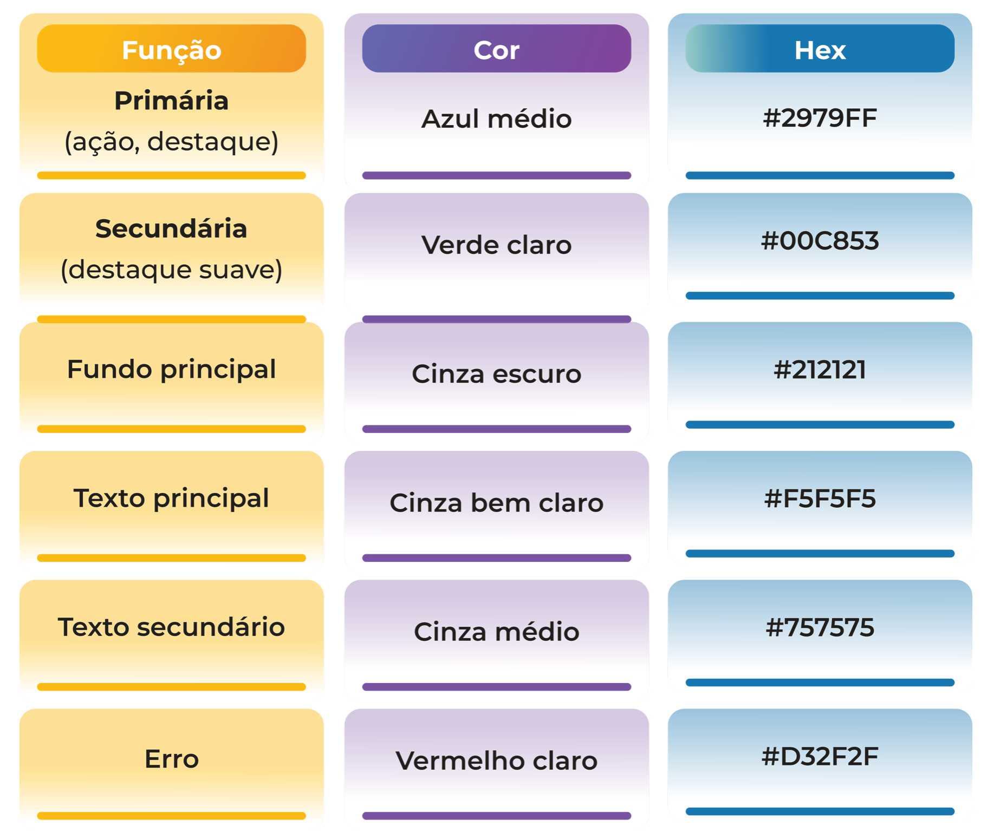 Função
Cor
Hex
Primária
(ação, destaque)
Azul médio
#2979FF
Secundária
(destaque suave)
Verde claro
#00C853
Fundo principal
Cinza escuro
#212121
Texto principal
Cinza bem claro
#F5F5F5
Texto secundário
Cinza médio
#757575
Erro
Vermelho claro
#D32F2F